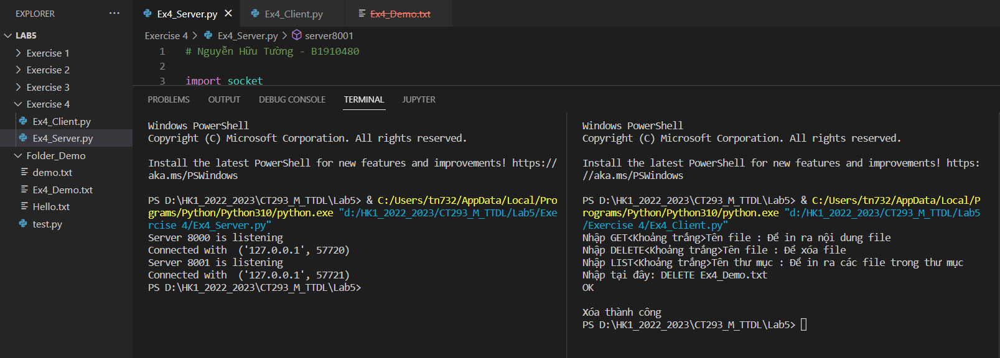 EXPLORER ···
LAB5
Exercise 1
Exercise 2
Exercise 3
Exercise 4
Ex4_Client.py
Ex4_Server.py
Folder_Demo
demo.txt
Ex4_Demo.txt
Hello.txt
test.py
Ex4_Server.py Ex4_Client.py Ex4_Demo.txt
Exercise 4 > Ex4_Server.py > server8001
1 # Nguyễn Hữu Tường - B1910480
2
3 import socket
PROBLEMS OUTPUT DEBUG CONSOLE TERMINAL JUPYTER
Windows PowerShell
Copyright (C) Microsoft Corporation. All rights reserved.
Install the latest PowerShell for new features and improvements! https://
aka.ms/PSWindows
PS D:\HK1_2022_2023\CT293_M_TTDL\Lab5> & C:/Users/tn732/AppData/Local/Pro
grams/Python/Python310/python.exe "d:/HK1_2022_2023/CT293_M_TTDL/Lab5/Exe
rcise 4/Ex4_Server.py"
Server 8000 is listening
Connected with  ('127.0.0.1', 57720)
Server 8001 is listening
Connected with  ('127.0.0.1', 57721)
PS D:\HK1_2022_2023\CT293_M_TTDL\Lab5>
Windows PowerShell
Copyright (C) Microsoft Corporation. All rights reserved.
Install the latest PowerShell for new features and improvements! https:
//aka.ms/PSWindows
PS D:\HK1_2022_2023\CT293_M_TTDL\Lab5> & C:/Users/tn732/AppData/Local/P
rograms/Python/Python310/python.exe "d:/HK1_2022_2023/CT293_M_TTDL/Lab5
/Exercise 4/Ex4_Client.py"
Nhập GET<Khoảng trắng>Tên file : Để in ra nội dung file
Nhập DELETE<Khoảng trắng>Tên file : Để xóa file
Nhập LIST<Khoảng trắng>Tên thư mục : Để in ra các file trong thư mục
Nhập tại đây: DELETE Ex4_Demo.txt
OK
Xóa thành công
PS D:\HK1_2022_2023\CT293_M_TTDL\Lab5>